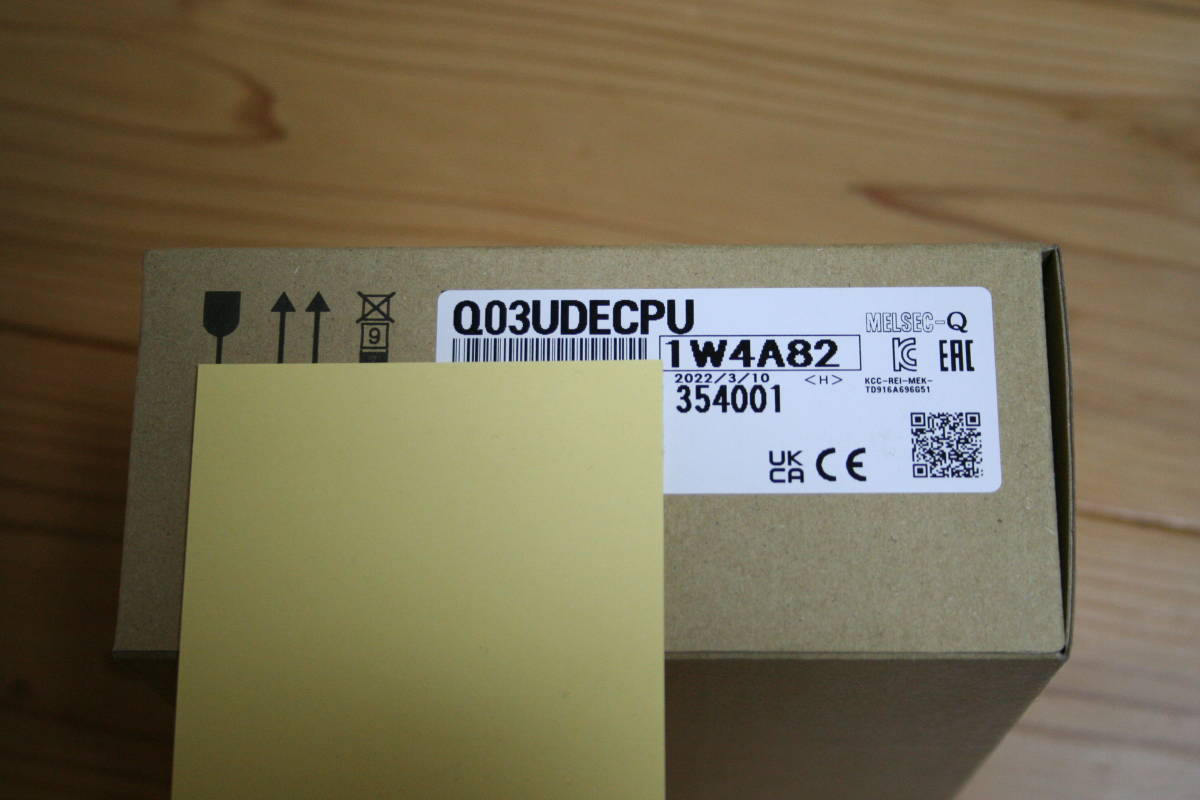 Q03UDECPU
MELSEC-Q
1W4A82
9
EAC
2022/3/10 <H>
KCC-REI-MEK-
TD916A696G51
354001
UK
CA
CE